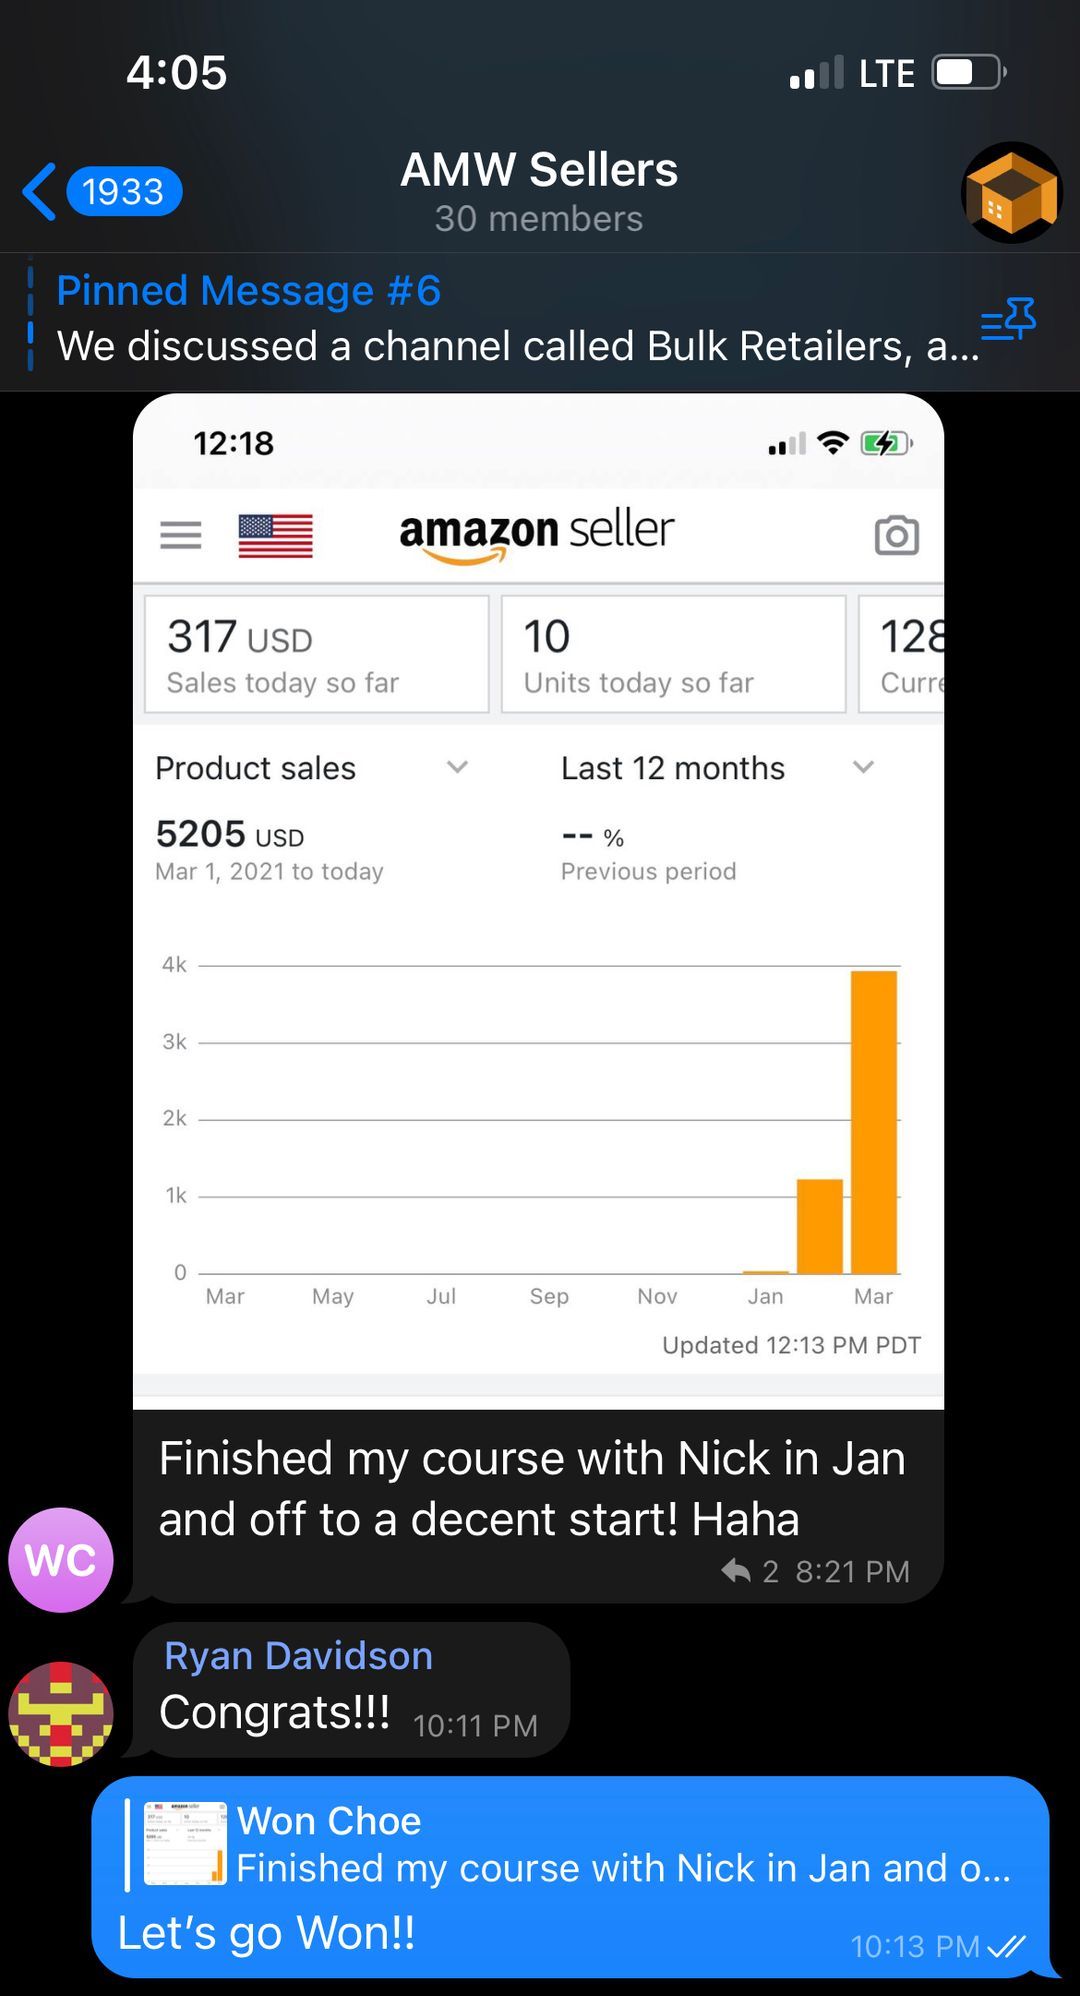 4:05 LTE
1933
AMW Sellers
30 members
Pinned Message #6
We discussed a channel called Bulk Retailers, a...
12:18
amazon seller
317 USD 10 128
Sales today so far Units today so far Curre
Product sales Last 12 months
5205 USD -- %
Mar 1, 2021 to today Previous period
4k
3k
2k
1k
0
Mar May Jul Sep Nov Jan Mar
Updated 12:13 PM PDT
Finished my course with Nick in Jan
and off to a decent start! Haha
2 8:21 PM
WC
Ryan Davidson
Congrats!!! 10:11 PM
Won Choe
Finished my course with Nick in Jan and o...
Let’s go Won!!
10:13 PM